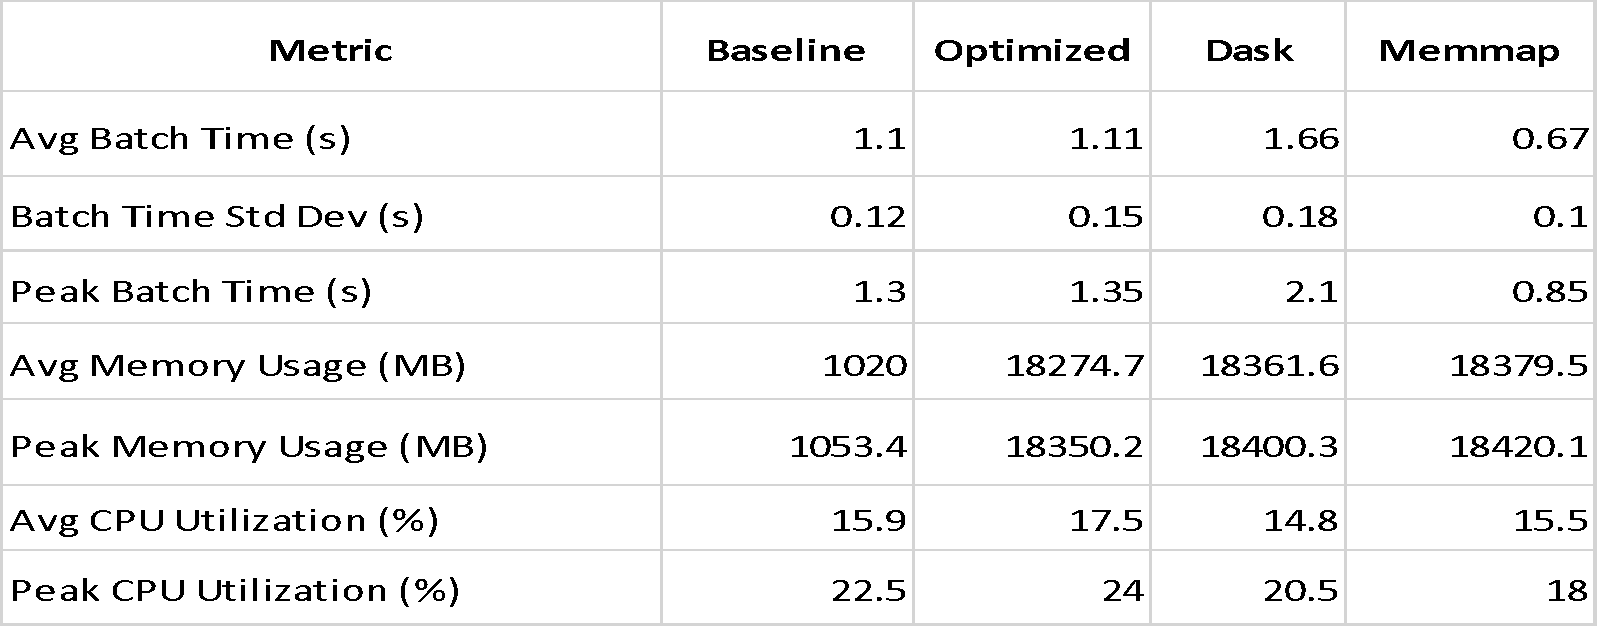 Metric Baseline Optimized Dask Memmap
Avg Batch Time (s) 1.1 1.11 1.66 0.67
Batch Time Std Dev (s) 0.12 0.15 0.18 0.1
Peak Batch Time (s) 1.3 1.35 2.1 0.85
Avg Memory Usage (MB) 1020 18274.7 18361.6 18379.5
Peak Memory Usage (MB) 1053.4 18350.2 18400.3 18420.1
Avg CPU Utilization (%) 15.9 17.5 14.8 15.5
Peak CPU Utilization (%) 22.5 24 20.5 18